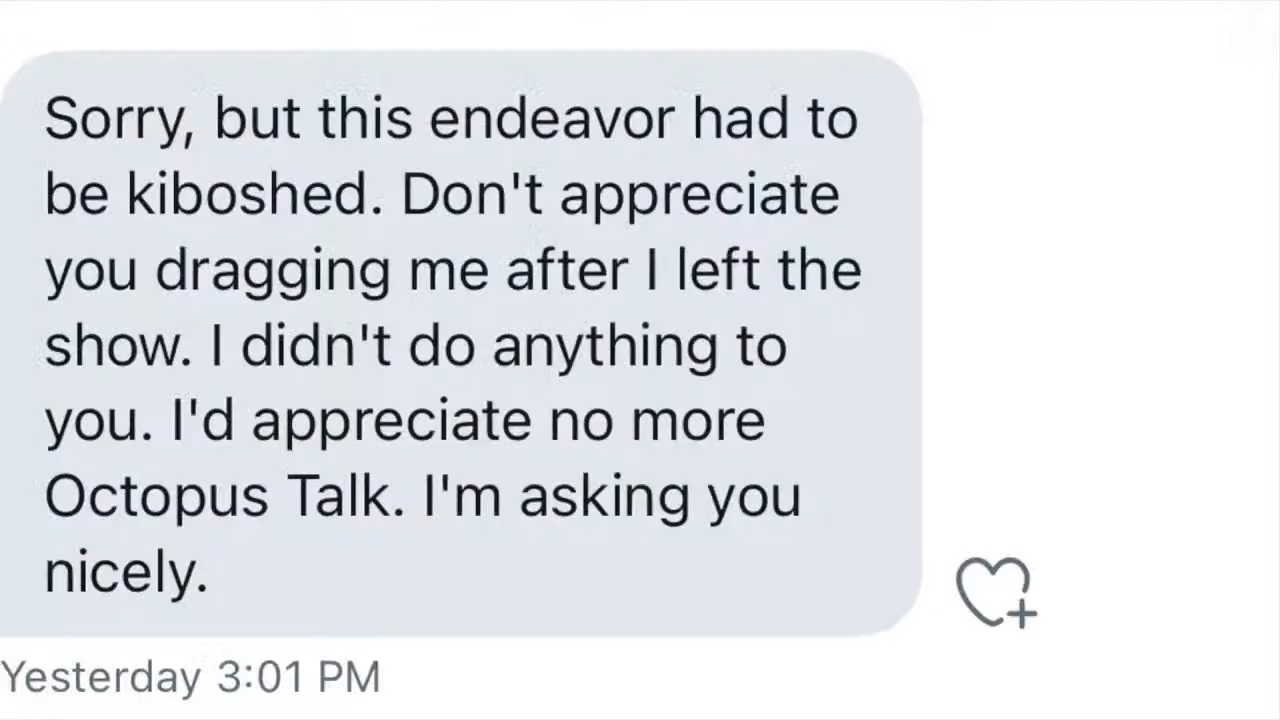 Sorry, but this endeavor had to
be kiboshed. Don't appreciate
you dragging me after I left the
show. I didn't do anything to
you. I'd appreciate no more
Octopus Talk. I'm asking you
nicely.
Yesterday 3:01 PM